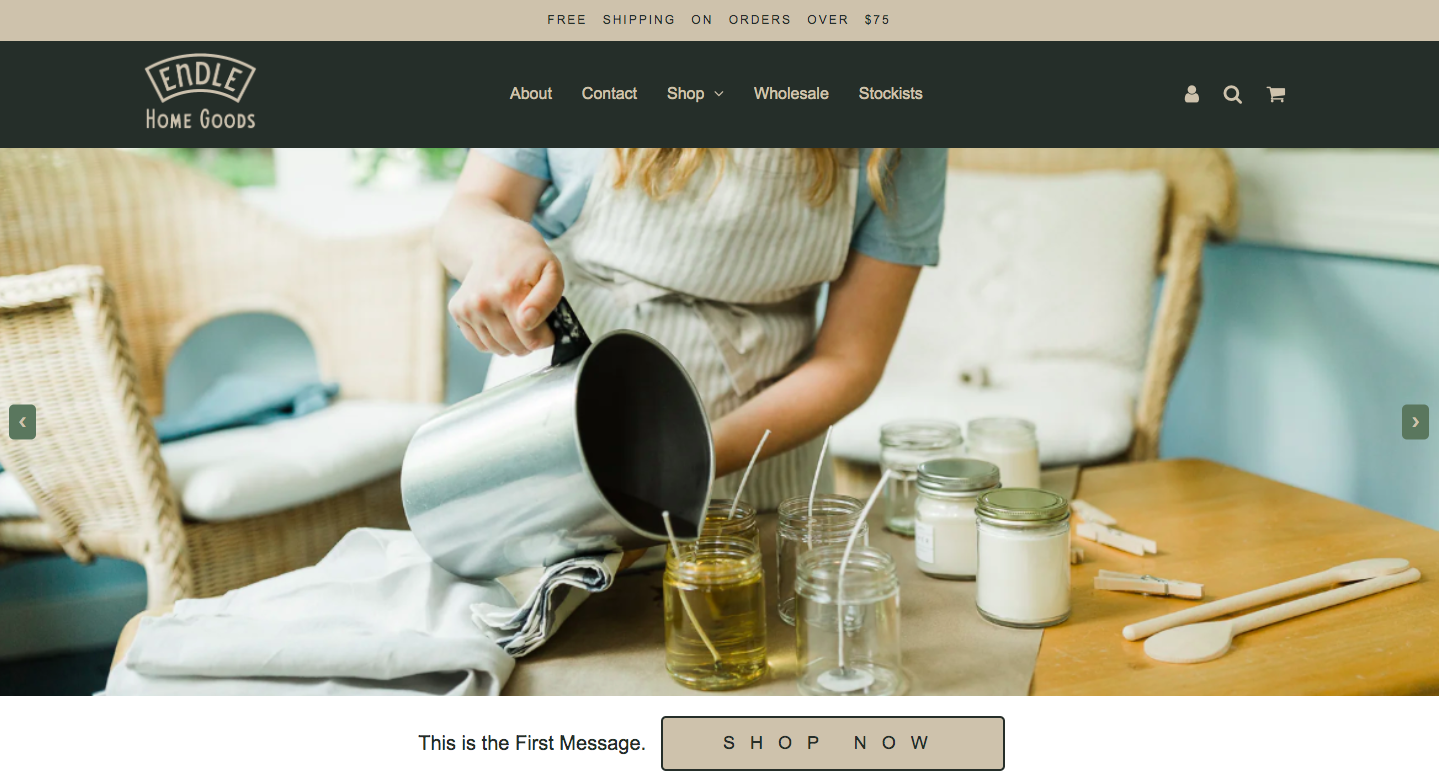 FREE SHIPPING ON ORDERS OVER $75
ENDLE
HOME GOODS
About Contact Shop Wholesale Stockists
‹ ›
This is the First Message. SHOP NOW